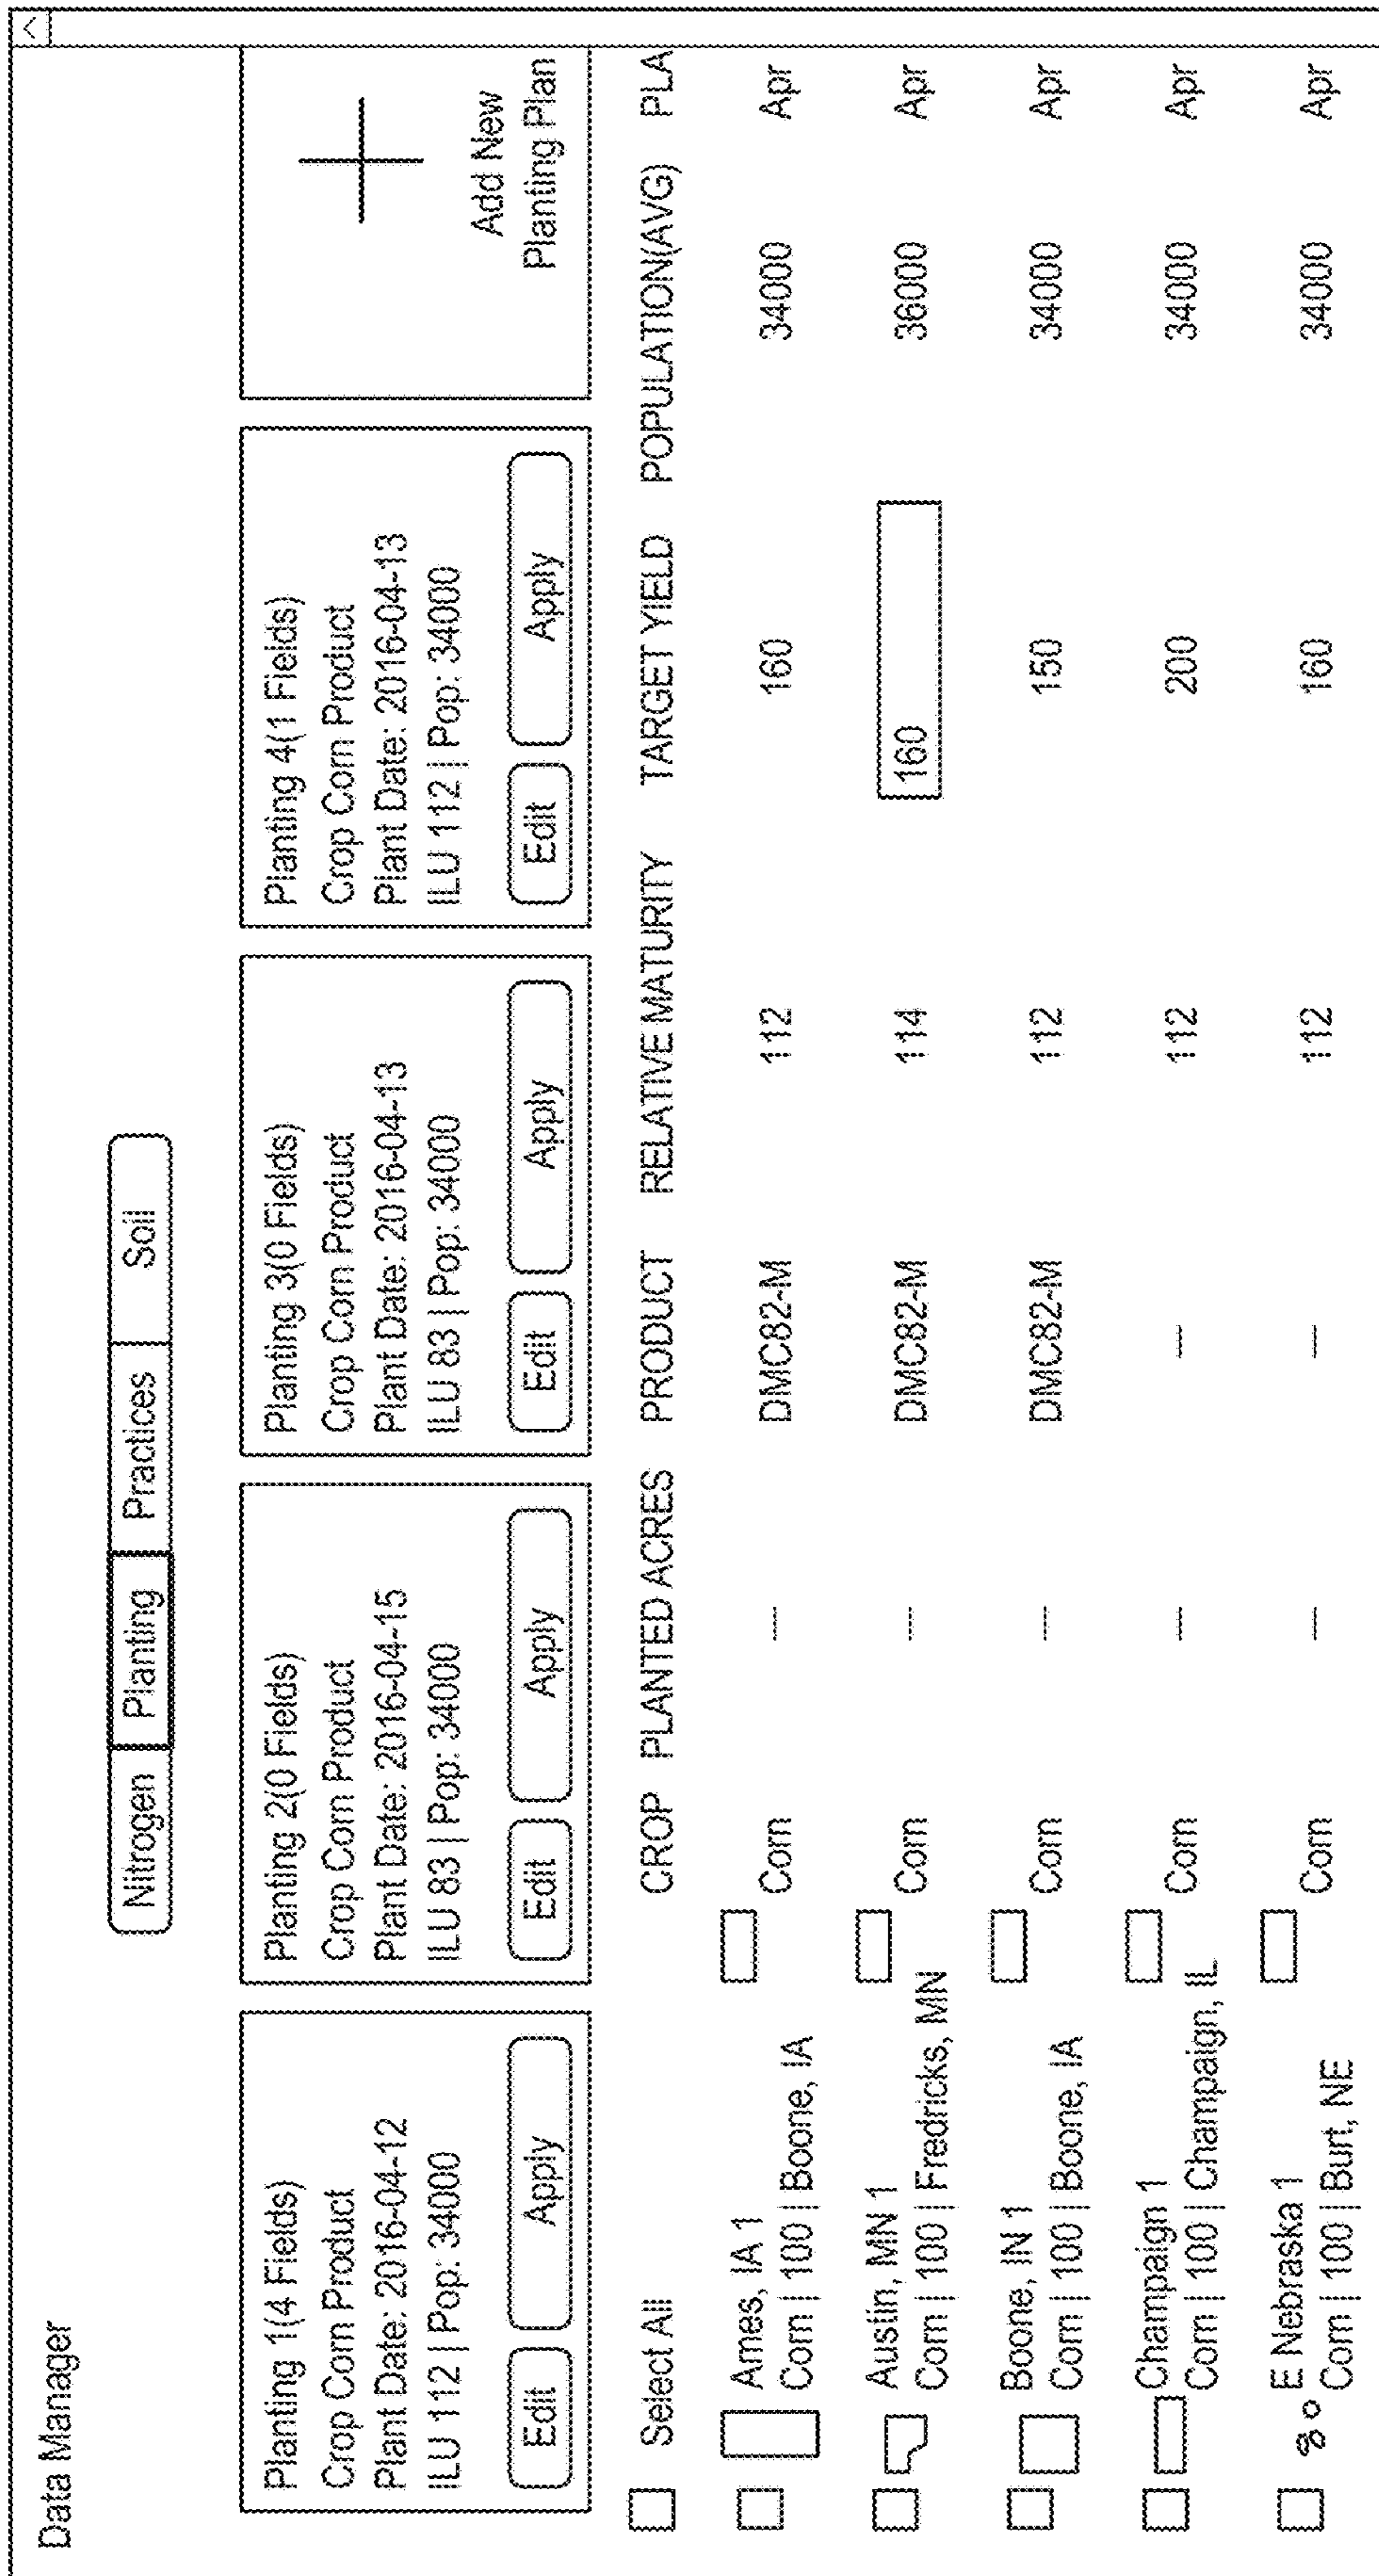 Data Manager
Nitrogen Planting Practices Soil
Planting 1(4 Fields)
Crop Corn Product
Plant Date: 2016-04-12
ILU 112 | Pop: 34000
Edit Apply
Planting 2(0 Fields)
Crop Corn Product
Plant Date: 2016-04-15
ILU 83 | Pop: 34000
Edit Apply
Planting 3(0 Fields)
Crop Corn Product
Plant Date: 2016-04-13
ILU 83 | Pop: 34000
Edit Apply
Planting 4(1 Fields)
Crop Corn Product
Plant Date: 2016-04-13
ILU 112 | Pop: 34000
Edit Apply
Add New
Planting Plan
Select All CROP PLANTED ACRES PRODUCT RELATIVE MATURITY TARGET YIELD POPULATION(AVG) PLA
Ames, IA 1
Corn | 100 | Boone, IA Corn — DMC82-M 112 160 34000 Apr
Austin, MN 1
Corn | 100 | Fredricks, MN Corn — DMC82-M 114 160 36000 Apr
Boone, IN 1
Corn | 100 | Boone, IA Corn — DMC82-M 112 150 34000 Apr
Champaign 1
Corn | 100 | Champaign, IL Corn — — 112 200 34000 Apr
E Nebraska 1
Corn | 100 | Burt, NE Corn — — 112 160 34000 Apr